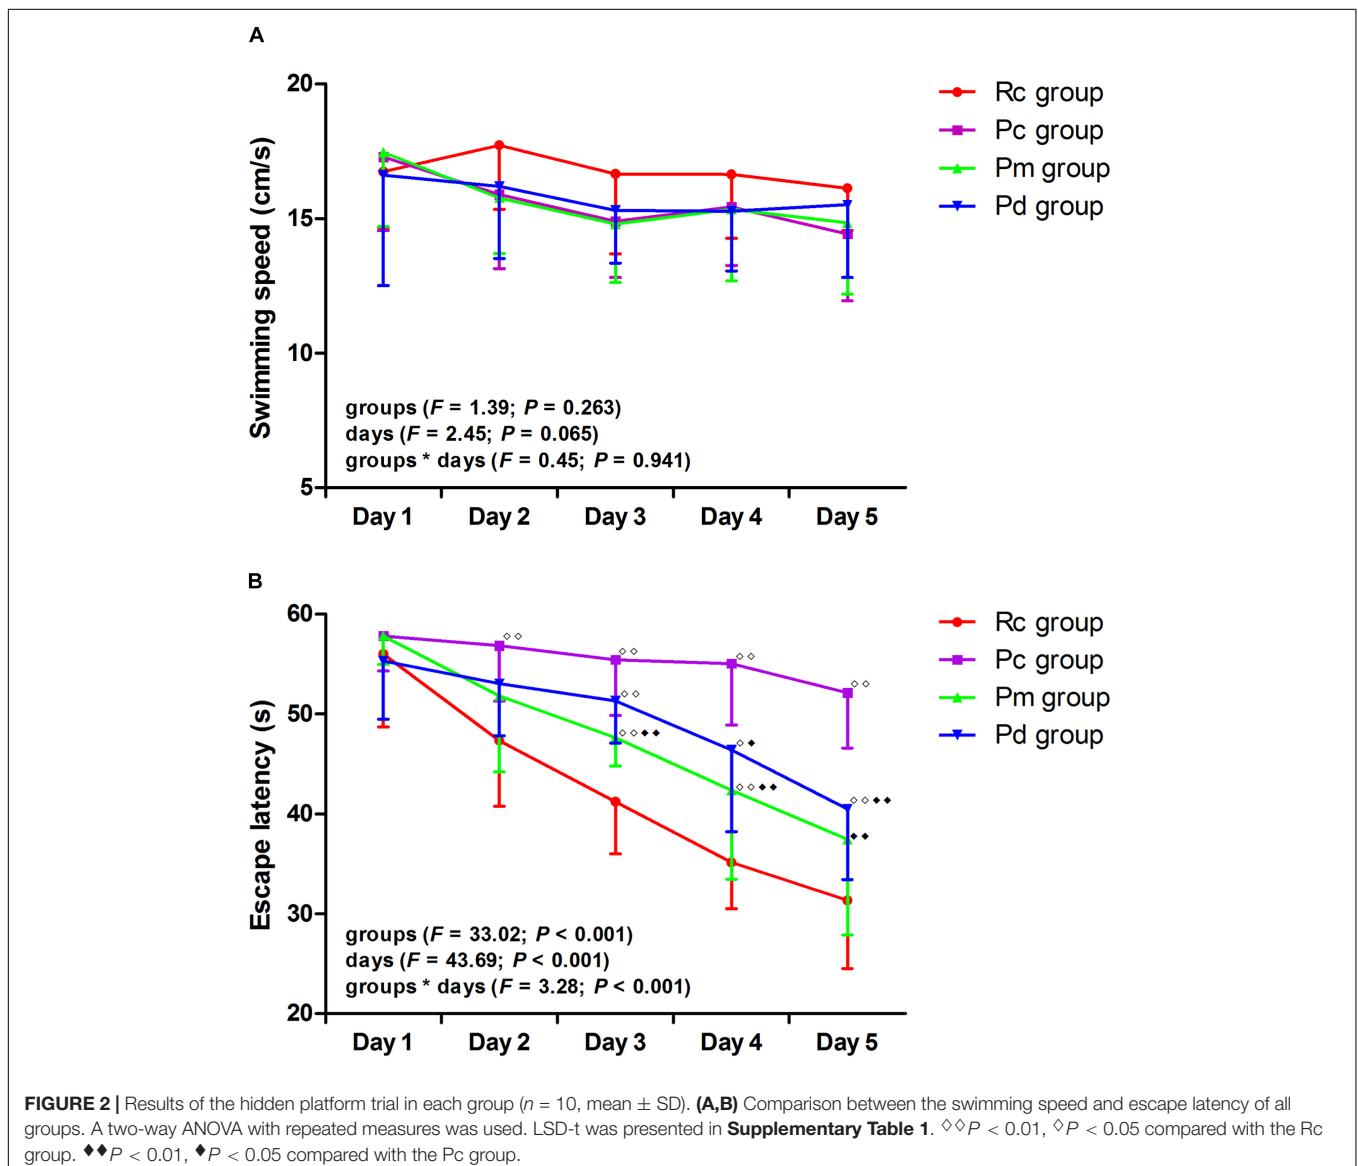 A
20
15
10
5
Swimming speed (cm/s)
Rc group
Pc group
Pm group
Pd group
groups (F = 1.39; P = 0.263)
days (F = 2.45; P = 0.065)
groups * days (F = 0.45; P = 0.941)
Day 1 Day 2 Day 3 Day 4 Day 5
B
60
50
40
30
20
Escape latency (s)
Rc group
Pc group
Pm group
Pd group
◇◇
◇◇
◇◇
◇◇
◇◇
◇◇◆◆
◇◆
◇◇◆◆
◇◇◆◆
◆◆
groups (F = 33.02; P < 0.001)
days (F = 43.69; P < 0.001)
groups * days (F = 3.28; P < 0.001)
Day 1 Day 2 Day 3 Day 4 Day 5
FIGURE 2 | Results of the hidden platform trial in each group (n = 10, mean ± SD). (A,B) Comparison between the swimming speed and escape latency of all
groups. A two-way ANOVA with repeated measures was used. LSD-t was presented in Supplementary Table 1. ◇◇P < 0.01, ◇P < 0.05 compared with the Rc
group. ◆◆P < 0.01, ◆P < 0.05 compared with the Pc group.